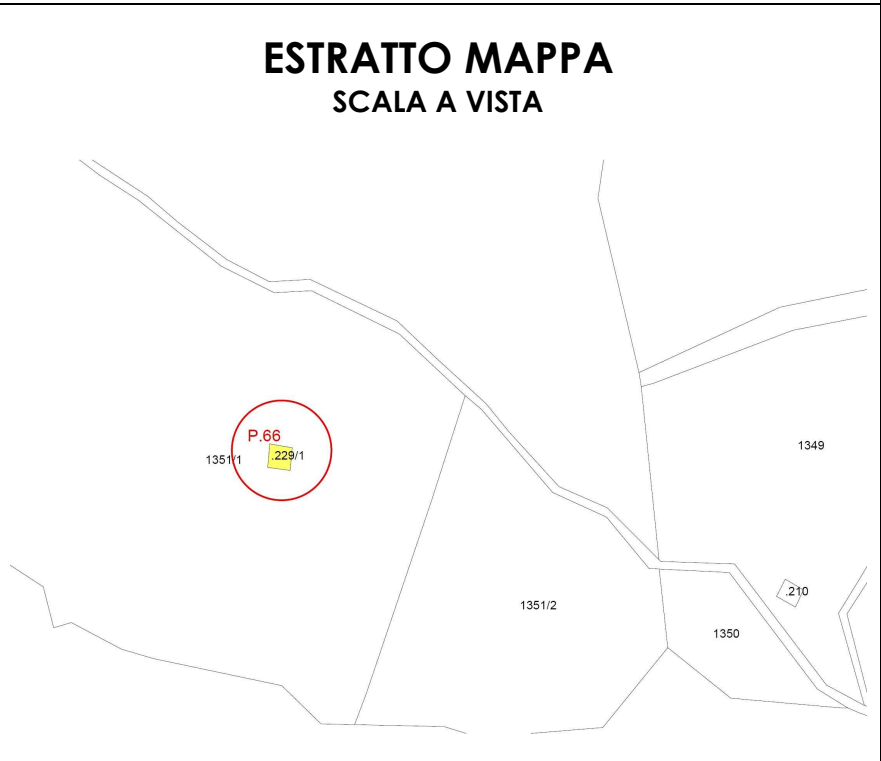 ESTRATTO MAPPA
SCALA A VISTA
P.66
1351/1
.229/1
1349
.210
1351/2
1350